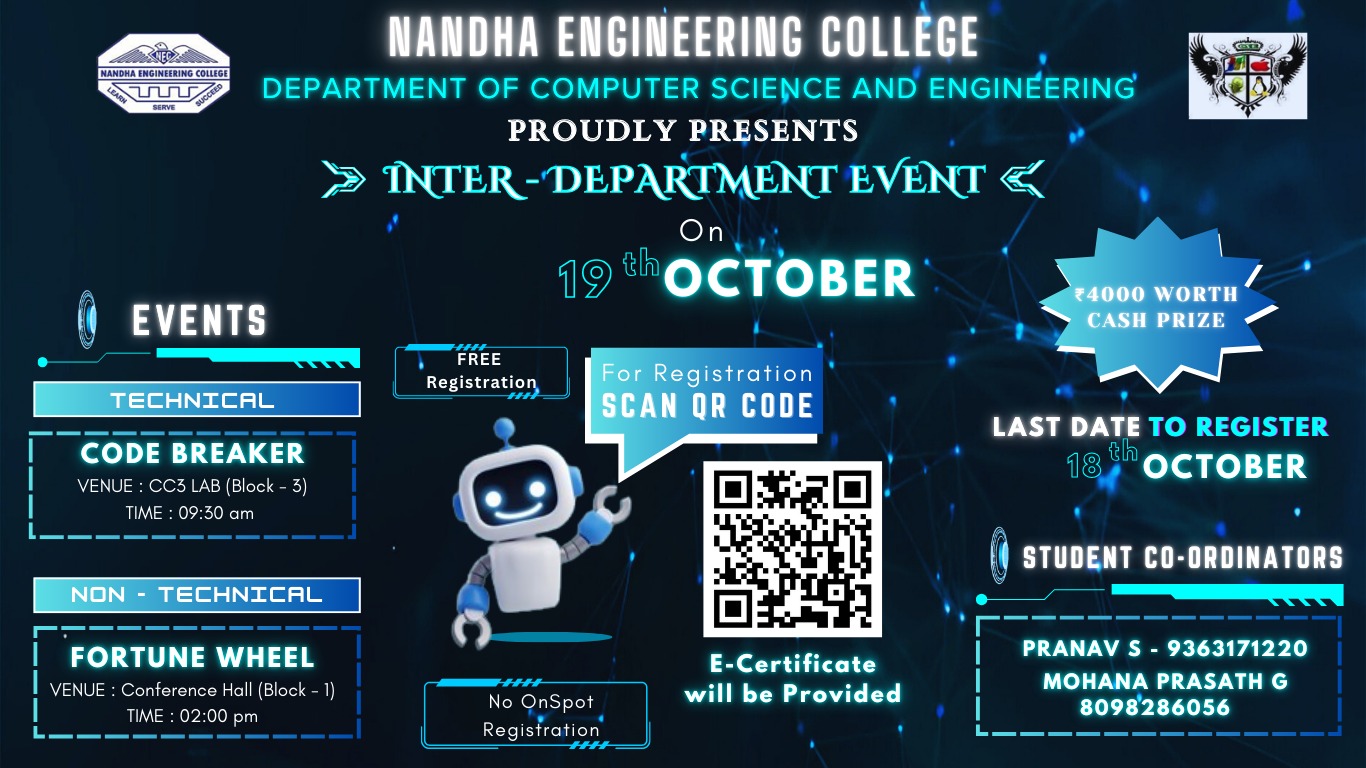 NANDHA ENGINEERING COLLEGE
DEPARTMENT OF COMPUTER SCIENCE AND ENGINEERING
PROUDLY PRESENTS
INTER - DEPARTMENT EVENT
On
19th OCTOBER
NEC
NANDHA ENGINEERING COLLEGE
LEARN
SERVE
SUCCEED
EVENTS
TECHNICAL
CODE BREAKER
VENUE : CC3 LAB (Block - 3)
TIME : 09:30 am
NON - TECHNICAL
FORTUNE WHEEL
VENUE : Conference Hall (Block - 1)
TIME : 02:00 pm
FREE
Registration
For Registration
SCAN QR CODE
E-Certificate
will be Provided
No OnSpot
Registration
₹4000 WORTH
CASH PRIZE
LAST DATE TO REGISTER
18th OCTOBER
STUDENT CO-ORDINATORS
PRANAV S - 9363171220
MOHANA PRASATH G
8098286056